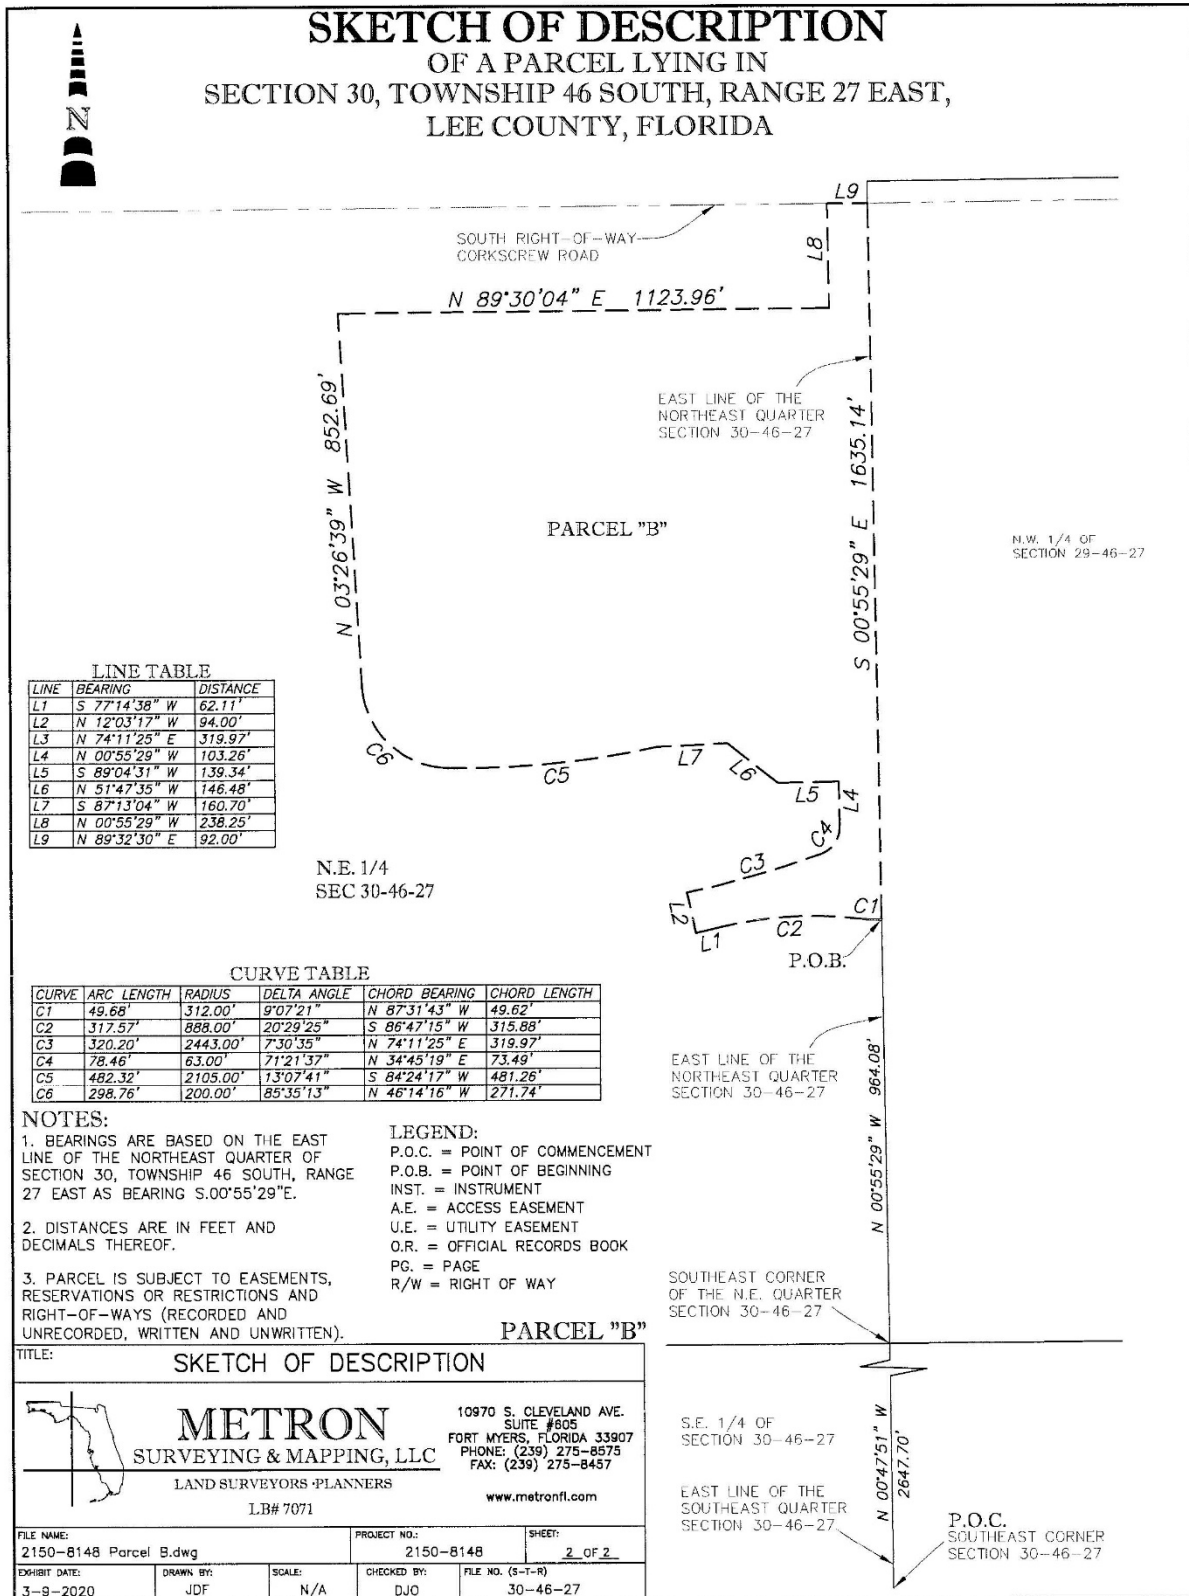 SKETCH OF DESCRIPTION
OF A PARCEL LYING IN
SECTION 30, TOWNSHIP 46 SOUTH, RANGE 27 EAST,
LEE COUNTY, FLORIDA
N
L9
SOUTH RIGHT-OF-WAY
CORKSCREW ROAD
L8
N 89°30'04" E 1123.96'
EAST LINE OF THE
NORTHEAST QUARTER
SECTION 30-46-27
N 03°26'39" W 852.69'
S 00°55'29" E 1635.14'
PARCEL "B"
N.W. 1/4 OF
SECTION 29-46-27
LINE TABLE
LINE BEARING DISTANCE
L1 S 77°14'38" W 62.11'
L2 N 12°03'17" W 94.00'
L3 N 74°11'25" E 319.97'
L4 N 00°55'29" W 103.26'
L5 S 89°04'31" W 139.34'
L6 N 51°47'35" W 146.48'
L7 S 87°13'04" W 160.70'
L8 N 00°55'29" W 238.25'
L9 N 89°32'30" E 92.00'
C6
C5
L7
L6
L5
L4
C4
C3
L2
L1
C2
C1
P.O.B.
N.E. 1/4
SEC 30-46-27
CURVE TABLE
CURVE ARC LENGTH RADIUS DELTA ANGLE CHORD BEARING CHORD LENGTH
C1 49.68' 312.00' 9°07'21" N 87°31'43" W 49.62'
C2 317.57' 888.00' 20°29'25" S 86°47'15" W 315.88'
C3 320.20' 2443.00' 7°30'35" N 74°11'25" E 319.97'
C4 78.46' 63.00' 71°21'37" N 34°45'19" E 73.49'
C5 482.32' 2105.00' 13°07'41" S 84°24'17" W 481.26'
C6 298.76' 200.00' 85°35'13" N 46°14'16" W 271.74'
EAST LINE OF THE
NORTHEAST QUARTER
SECTION 30-46-27
N 00°55'29" W 964.08'
NOTES:
1. BEARINGS ARE BASED ON THE EAST
LINE OF THE NORTHEAST QUARTER OF
SECTION 30, TOWNSHIP 46 SOUTH, RANGE
27 EAST AS BEARING S.00°55'29"E.
2. DISTANCES ARE IN FEET AND
DECIMALS THEREOF.
3. PARCEL IS SUBJECT TO EASEMENTS,
RESERVATIONS OR RESTRICTIONS AND
RIGHT-OF-WAYS (RECORDED AND
UNRECORDED, WRITTEN AND UNWRITTEN).
LEGEND:
P.O.C. = POINT OF COMMENCEMENT
P.O.B. = POINT OF BEGINNING
INST. = INSTRUMENT
A.E. = ACCESS EASEMENT
U.E. = UTILITY EASEMENT
O.R. = OFFICIAL RECORDS BOOK
PG. = PAGE
R/W = RIGHT OF WAY
PARCEL "B"
SOUTHEAST CORNER
OF THE N.E. QUARTER
SECTION 30-46-27
TITLE:
SKETCH OF DESCRIPTION
METRON
SURVEYING & MAPPING, LLC
LAND SURVEYORS·PLANNERS
LB# 7071
10970 S. CLEVELAND AVE.
SUITE #605
FORT MYERS, FLORIDA 33907
PHONE: (239) 275-8575
FAX: (239) 275-8457
www.metronfl.com
FILE NAME:
2150-8148 Parcel B.dwg
PROJECT NO.:
2150-8148
SHEET:
2 OF 2
EXHIBIT DATE:
3-9-2020
DRAWN BY:
JDF
SCALE:
N/A
CHECKED BY:
DJO
FILE NO. (S-T-R)
30-46-27
S.E. 1/4 OF
SECTION 30-46-27
EAST LINE OF THE
SOUTHEAST QUARTER
SECTION 30-46-27
N 00°47'51" W
2647.70'
P.O.C.
SOUTHEAST CORNER
SECTION 30-46-27